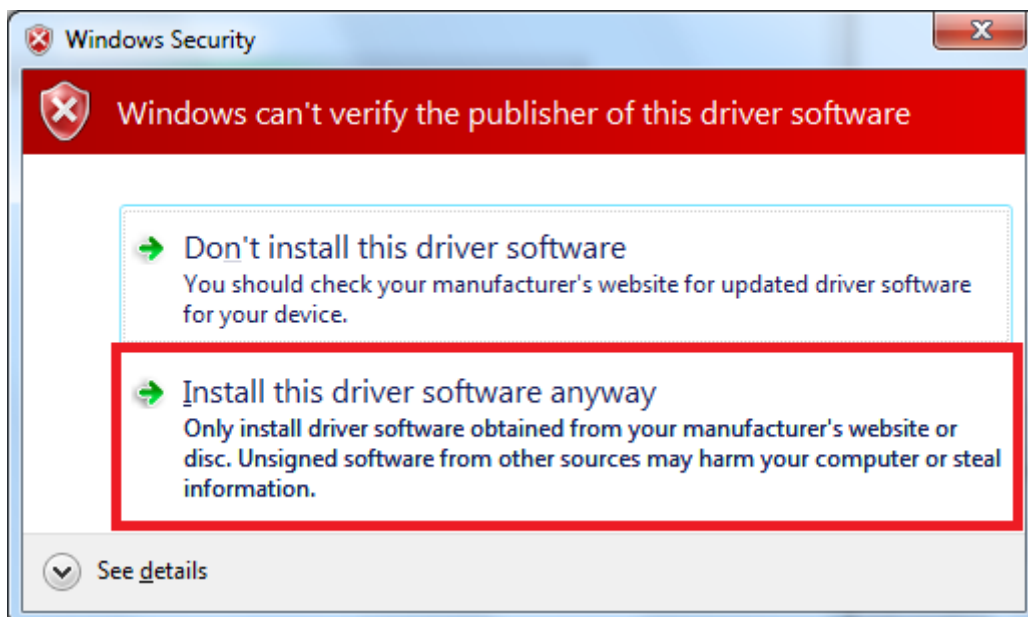 Windows Security
Windows can't verify the publisher of this driver software
Don't install this driver software
You should check your manufacturer's website for updated driver software
for your device.
Install this driver software anyway
Only install driver software obtained from your manufacturer's website or
disc. Unsigned software from other sources may harm your computer or steal
information.
See details